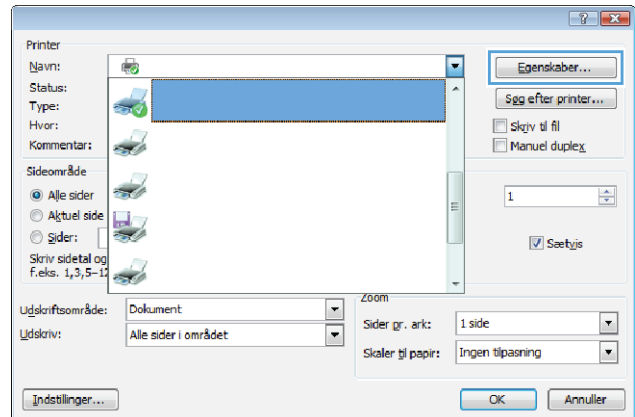 Printer
Navn:
Egenskaber...
Status:
Type:
Søg efter printer...
Hvor:
Skriv til fil
Kommentar:
Manuel duplex
Sideområde
Alle sider
1
Aktuel side
Sider:
Sætvis
Skriv sidetal og
f.eks. 1,3,5–12
Zoom
Udskriftsområde:
Dokument
Sider pr. ark:
1 side
Udskriv:
Alle sider i området
Skaler til papir:
Ingen tilpasning
Indstillinger...
OK
Annuller